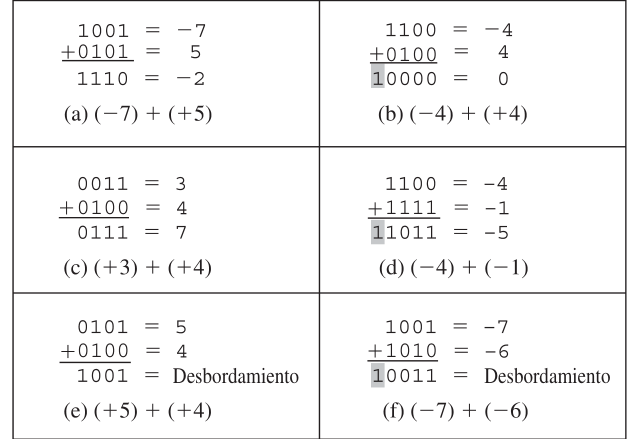 1001 = −7
+0101 = 5
1110 = −2
(a) (−7) + (+5)
1100 = −4
+0100 = 4
10000 = 0
(b) (−4) + (+4)
0011 = 3
+0100 = 4
0111 = 7
(c) (+3) + (+4)
1100 = −4
+1111 = −1
11011 = −5
(d) (−4) + (−1)
0101 = 5
+0100 = 4
1001 = Desbordamiento
(e) (+5) + (+4)
1001 = −7
+1010 = −6
10011 = Desbordamiento
(f) (−7) + (−6)